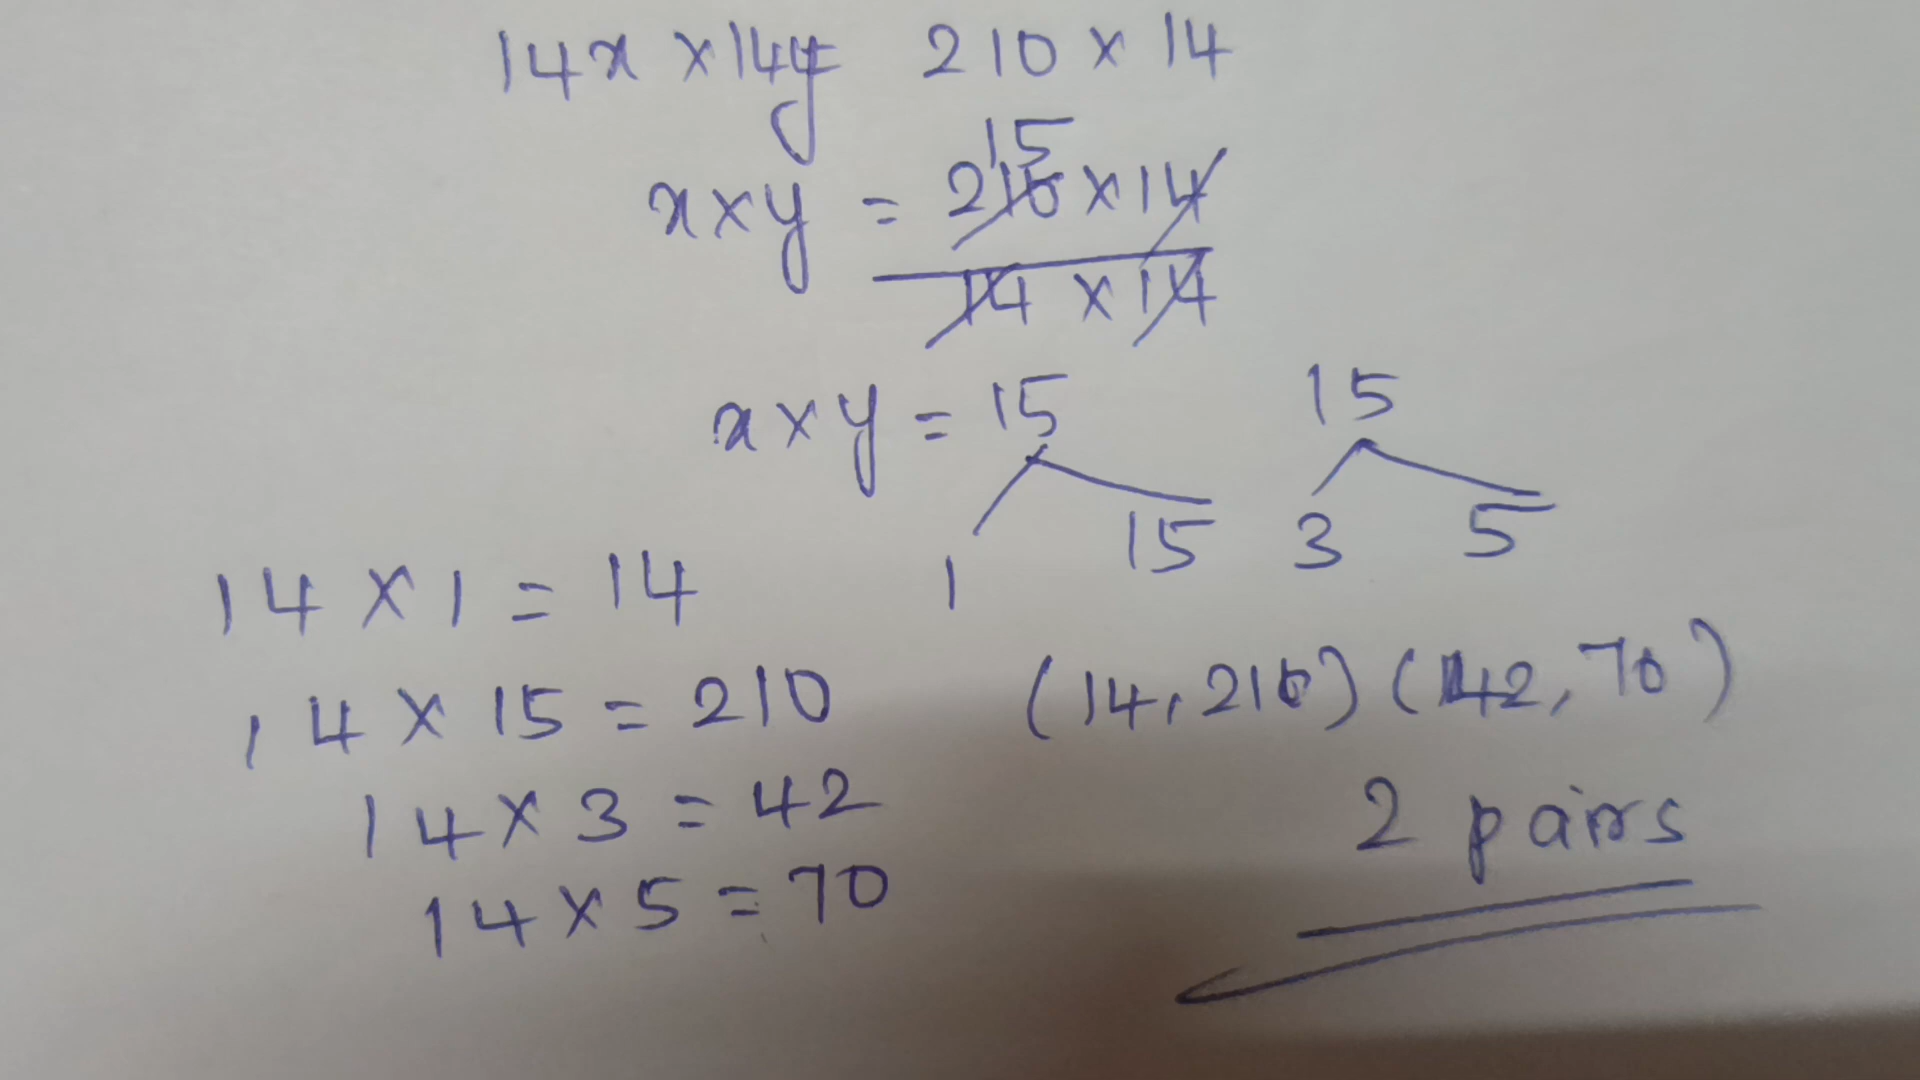 14x × 14y = 210 × 14
15
x × y = 210 × 14
14 × 14
x × y = 15 15
1 15 3 5
14 × 1 = 14
14 × 15 = 210 (14, 210) (42, 70)
14 × 3 = 42 2 pairs
14 × 5 = 70